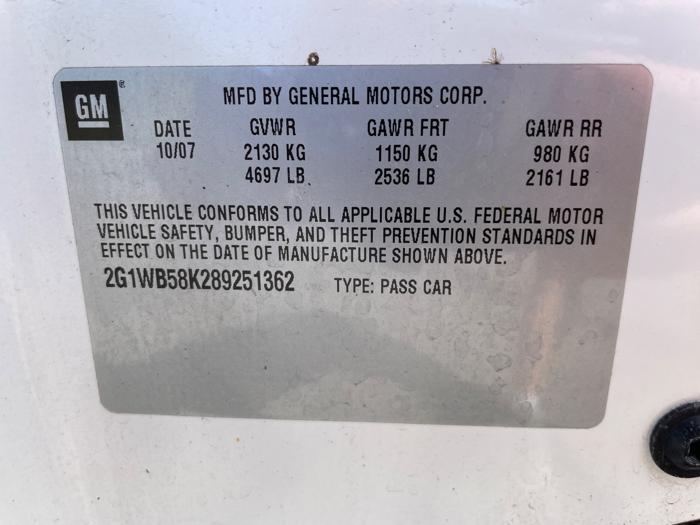 GM ®
MFD BY GENERAL MOTORS CORP.
DATE GVWR GAWR FRT GAWR RR
10/07 2130 KG 1150 KG 980 KG
4697 LB. 2536 LB 2161 LB
THIS VEHICLE CONFORMS TO ALL APPLICABLE U.S. FEDERAL MOTOR
VEHICLE SAFETY, BUMPER, AND THEFT PREVENTION STANDARDS IN
EFFECT ON THE DATE OF MANUFACTURE SHOWN ABOVE.
2G1WB58K289251362 TYPE: PASS CAR